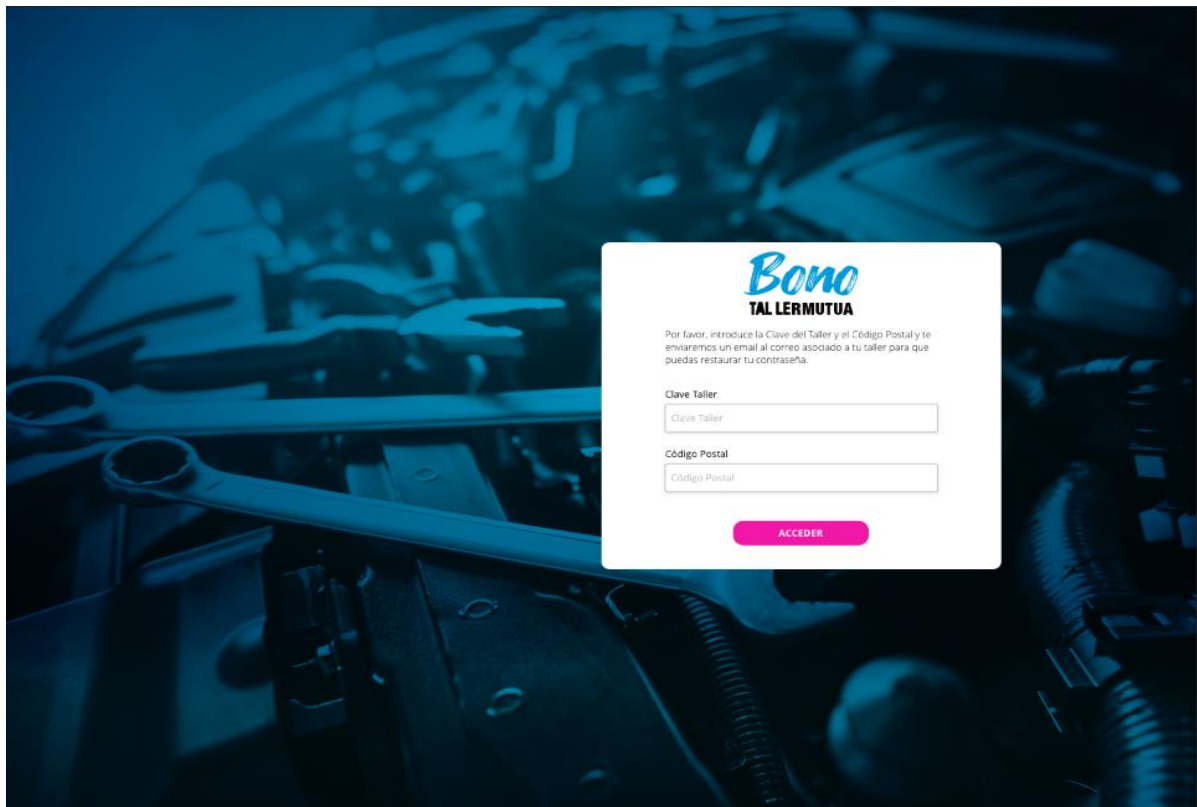 Bono
TAL LERMUTUA
Por favor, introduce la Clave del Taller y el Código Postal y te
enviaremos un email al correo asociado a tu taller para que
puedas restaurar tu contraseña.
Clave Taller
Clave Taller
Código Postal
Código Postal
ACCEDER